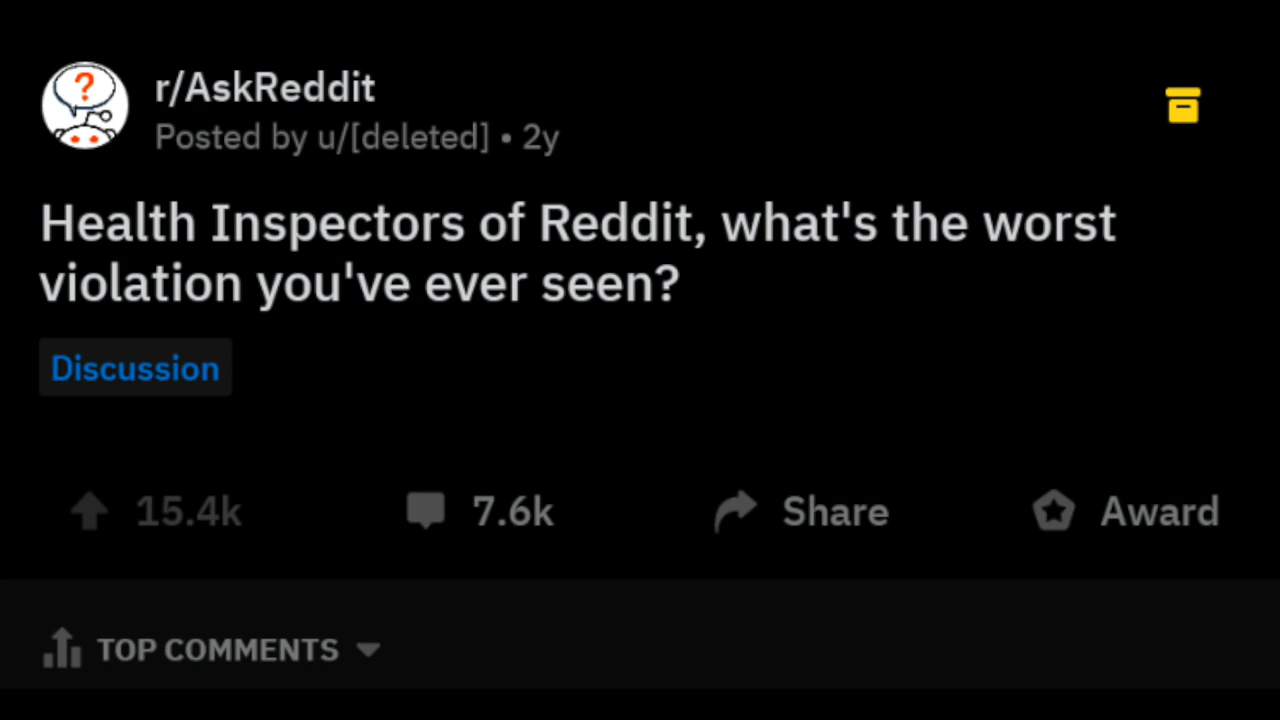 ?
r/AskReddit
Posted by u/[deleted] • 2y
Health Inspectors of Reddit, what's the worst
violation you've ever seen?
Discussion
15.4k 7.6k Share Award
TOP COMMENTS